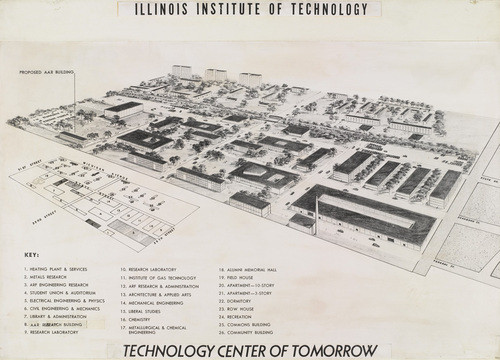 ILLINOIS INSTITUTE OF TECHNOLOGY
PROPOSED AAR BUILDING
KEY:
1. HEATING PLANT & SERVICES
2. METALS RESEARCH
3. ARF ENGINEERING RESEARCH
4. STUDENT UNION & AUDITORIUM
5. ELECTRICAL ENGINEERING & PHYSICS
6. CIVIL ENGINEERING & MECHANICS
7. LIBRARY & ADMINISTRATION
8. AAR RESEARCH BUILDING
9. RESEARCH LABORATORY
10. RESEARCH LABORATORY
11. INSTITUTE OF GAS TECHNOLOGY
12. ARF RESEARCH & ADMINISTRATION
13. ARCHITECTURE & APPLIED ARTS
14. MECHANICAL ENGINEERING
15. LIBERAL STUDIES
16. CHEMISTRY
17. METALLURGICAL & CHEMICAL
ENGINEERING
18. ALUMNI MEMORIAL HALL
19. FIELD HOUSE
20. APARTMENT—10-STORY
21. APARTMENT—3-STORY
22. DORMITORY
23. ROW HOUSE
24. RECREATION
25. COMMONS BUILDING
26. COMMUNITY BUILDING
TECHNOLOGY CENTER OF TOMORROW